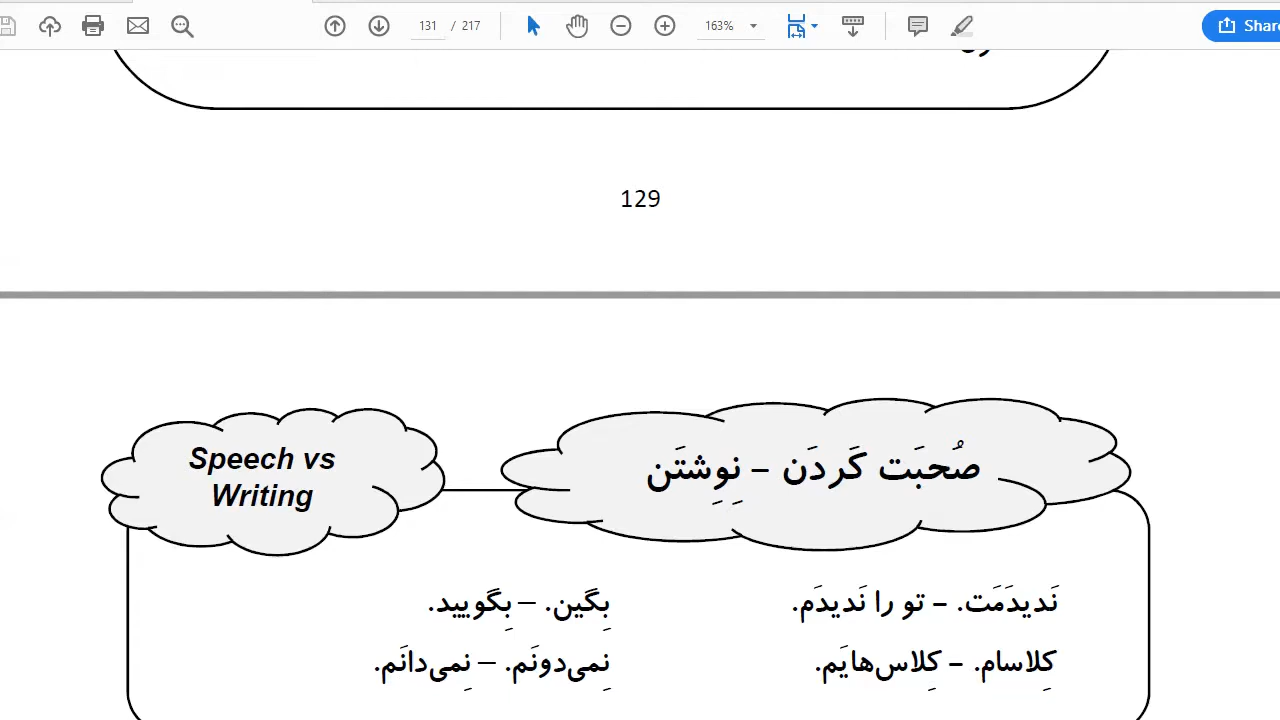 131 / 217
163%
Share
129
Speech vs
Writing
صُحبَت کَردَن – نِوِشتَن
نَدیدَمَت. – تو را نَدیدَم.
بِگین. – بِگویید.
کِلاسام. – کِلاس‌هایَم.
نِمی‌دونَم. – نِمی‌دانَم.